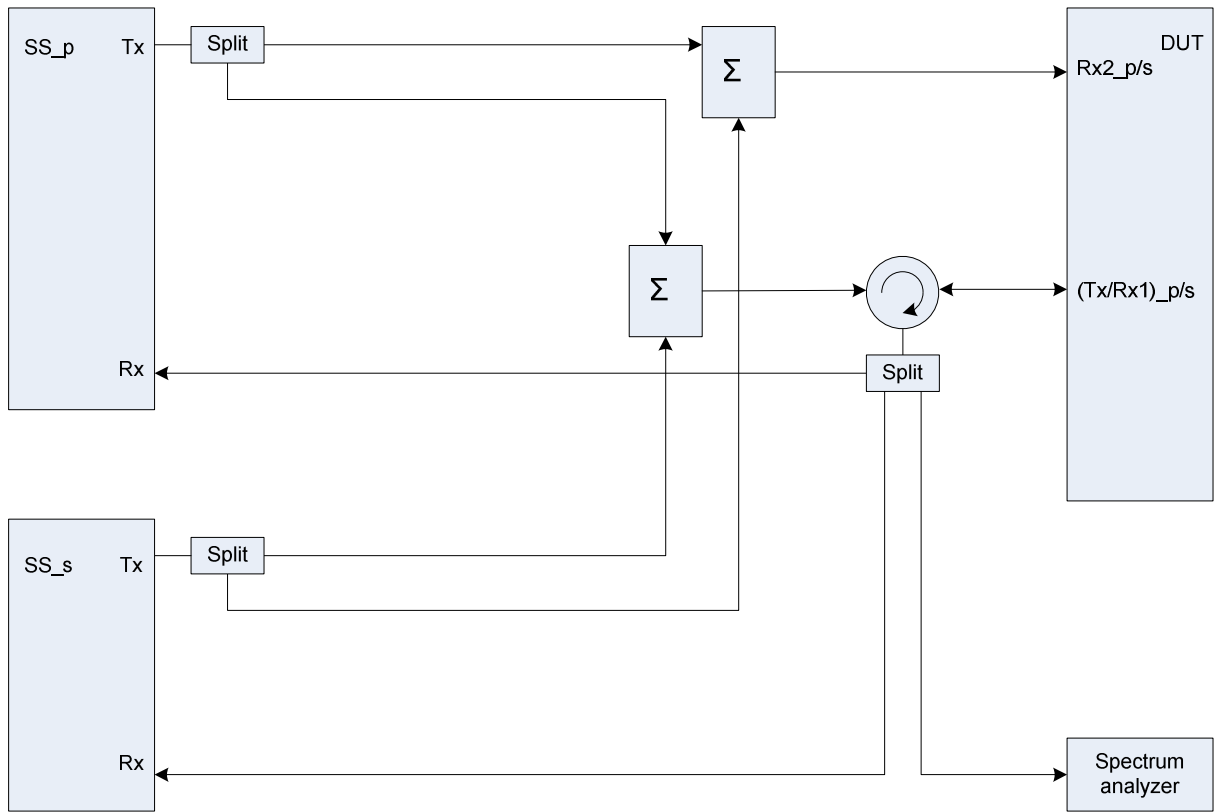 SS_p
Tx
Split
Σ
DUT
Rx2_p/s
Σ
(Tx/Rx1)_p/s
Rx
Split
SS_s
Tx
Split
Rx
Spectrum
analyzer